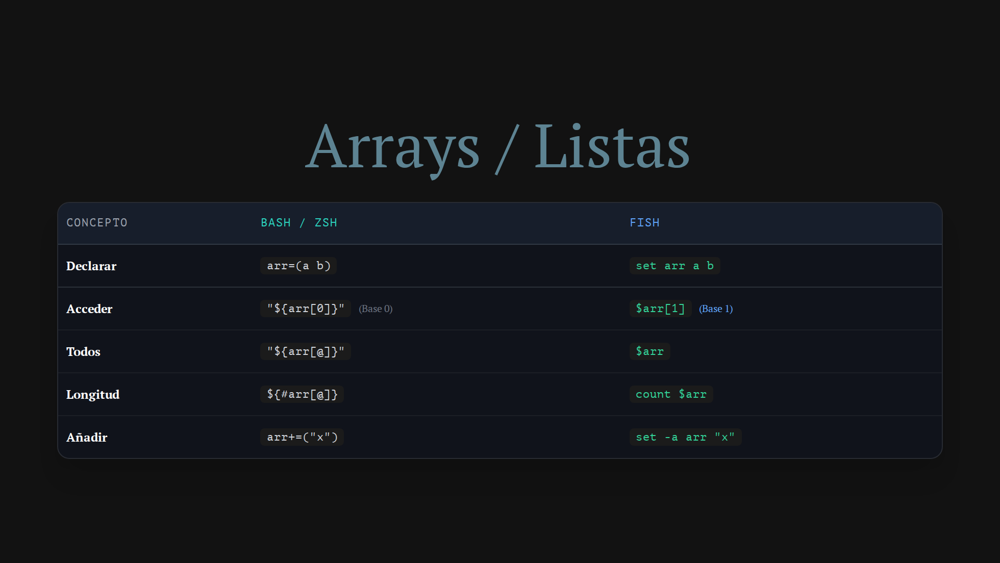 Arrays / Listas
CONCEPTO BASH / ZSH FISH
Declarar arr=(a b) set arr a b
Acceder "${arr[0]}" (Base 0) $arr[1] (Base 1)
Todos "${arr[@]}" $arr
Longitud ${#arr[@]} count $arr
Añadir arr+=("x") set -a arr "x"